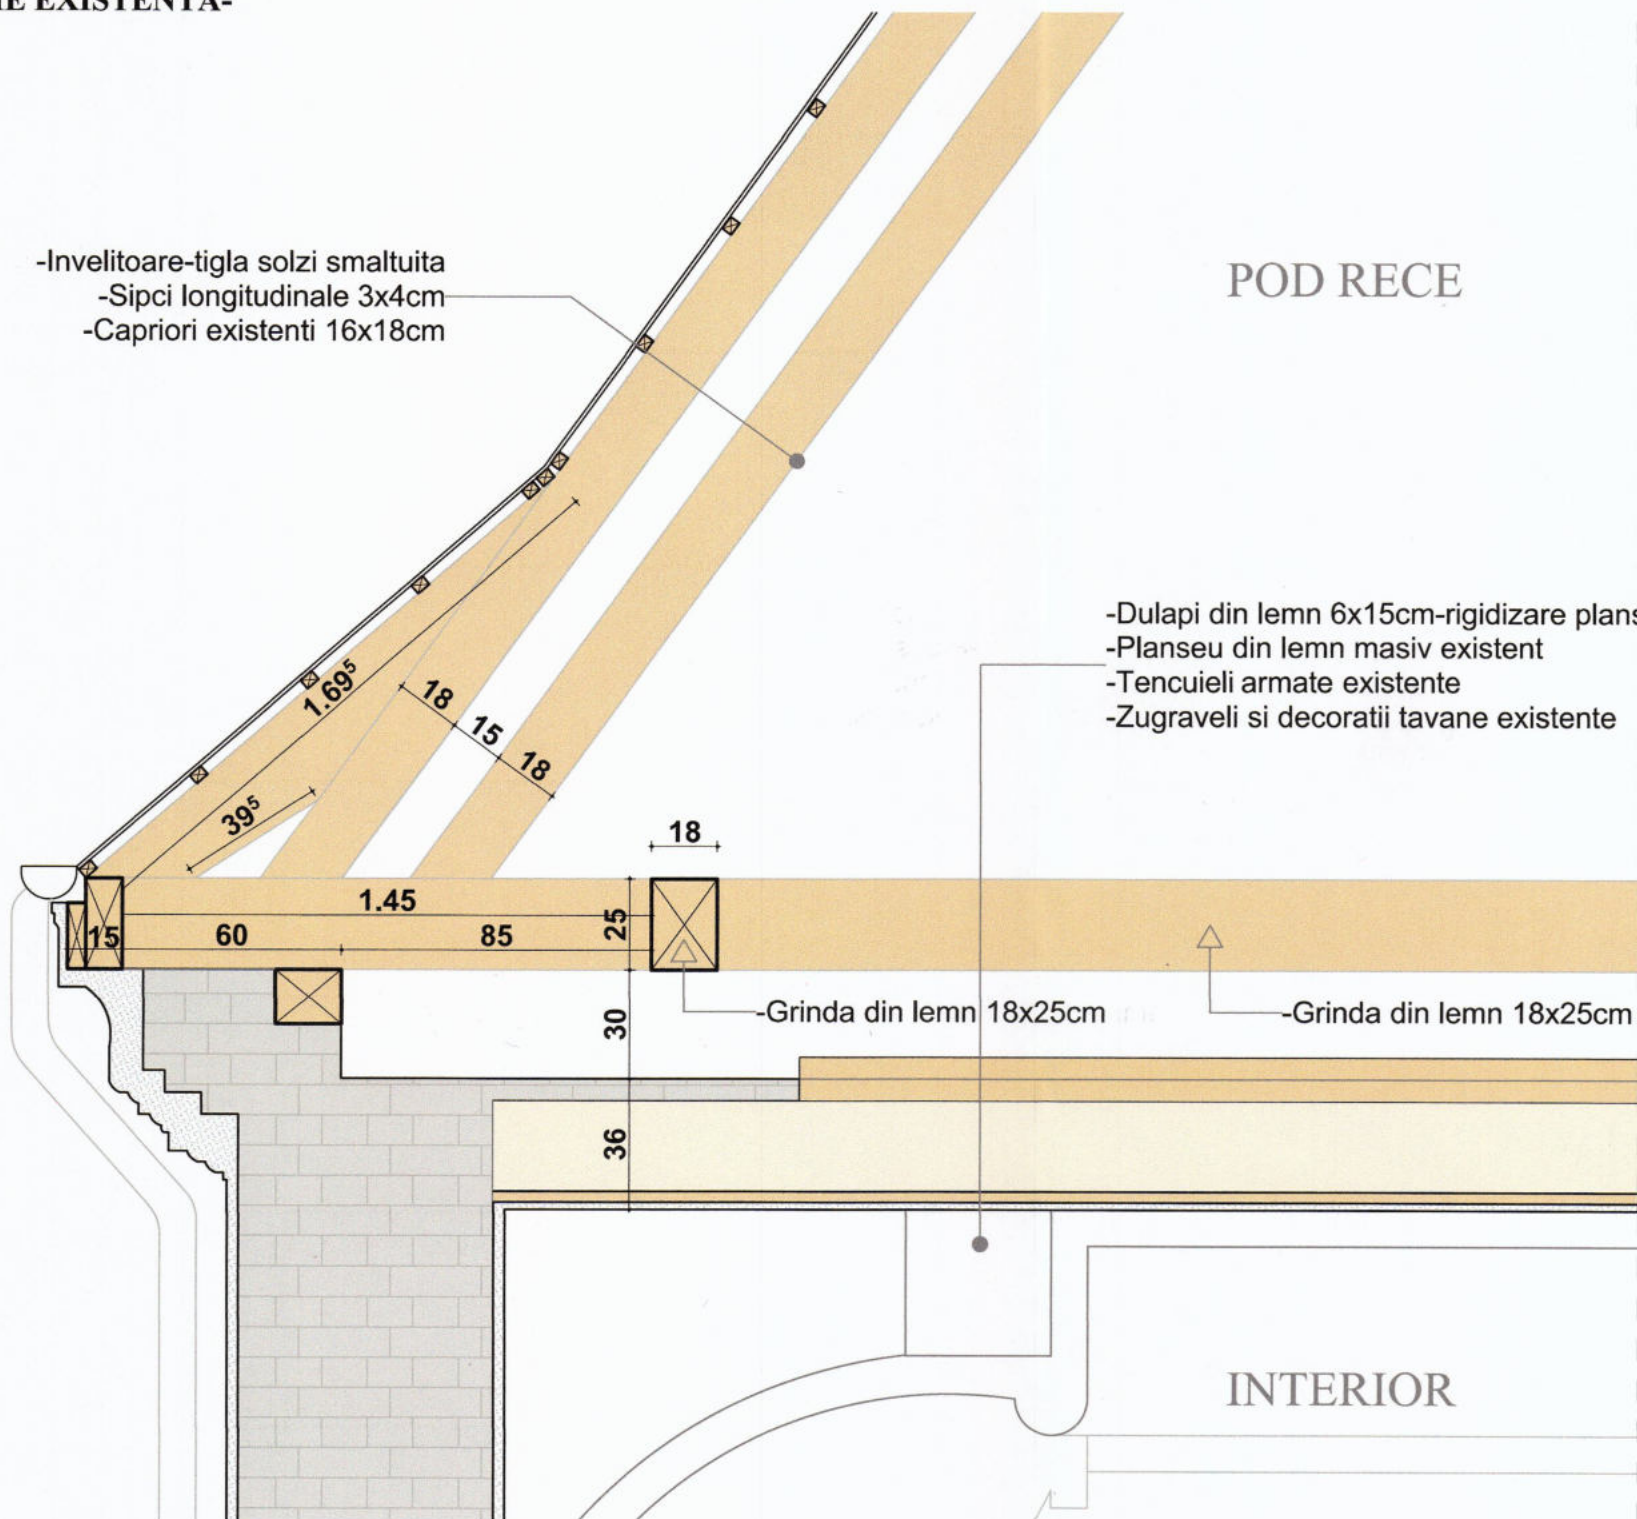 EXISTENTA-
-Invelitoare-tigla solzi smaltuita
-Sipci longitudinale 3x4cm
-Capriori existenti 16x18cm
POD RECE
-Dulapi din lemn 6x15cm-rigidizare
-Planseu din lemn masiv existent
-Tencuieli armate existente
-Zugraveli si decoratii tavane existente
1.69⁵
18
15
18
39⁵
18
1.45
25
15
60
85
-Grinda din lemn 18x25cm
-Grinda din lemn 18x25cm
30
36
INTERIOR